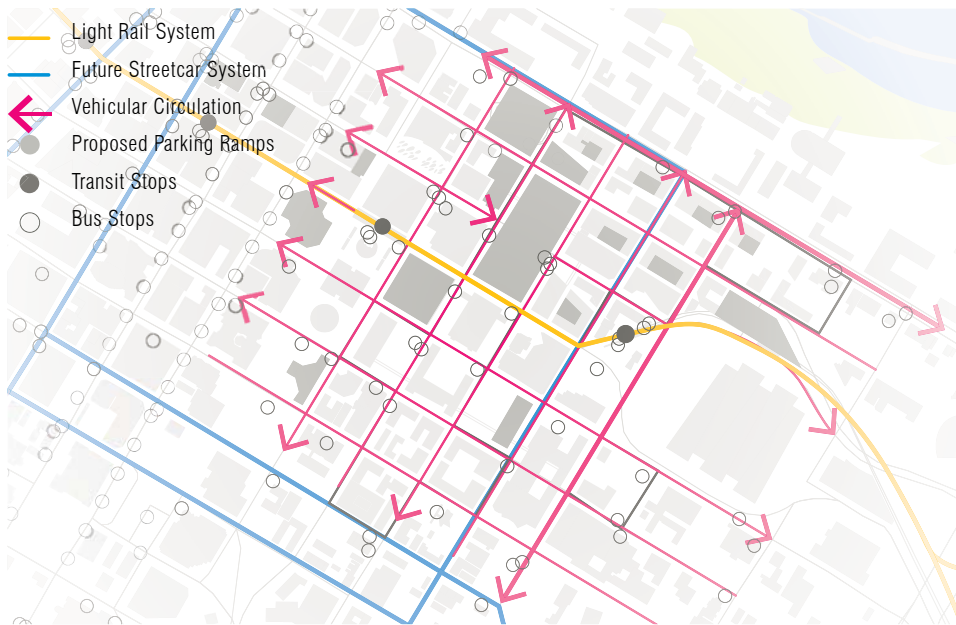 Light Rail System
Future Streetcar System
Vehicular Circulation
Proposed Parking Ramps
Transit Stops
Bus Stops